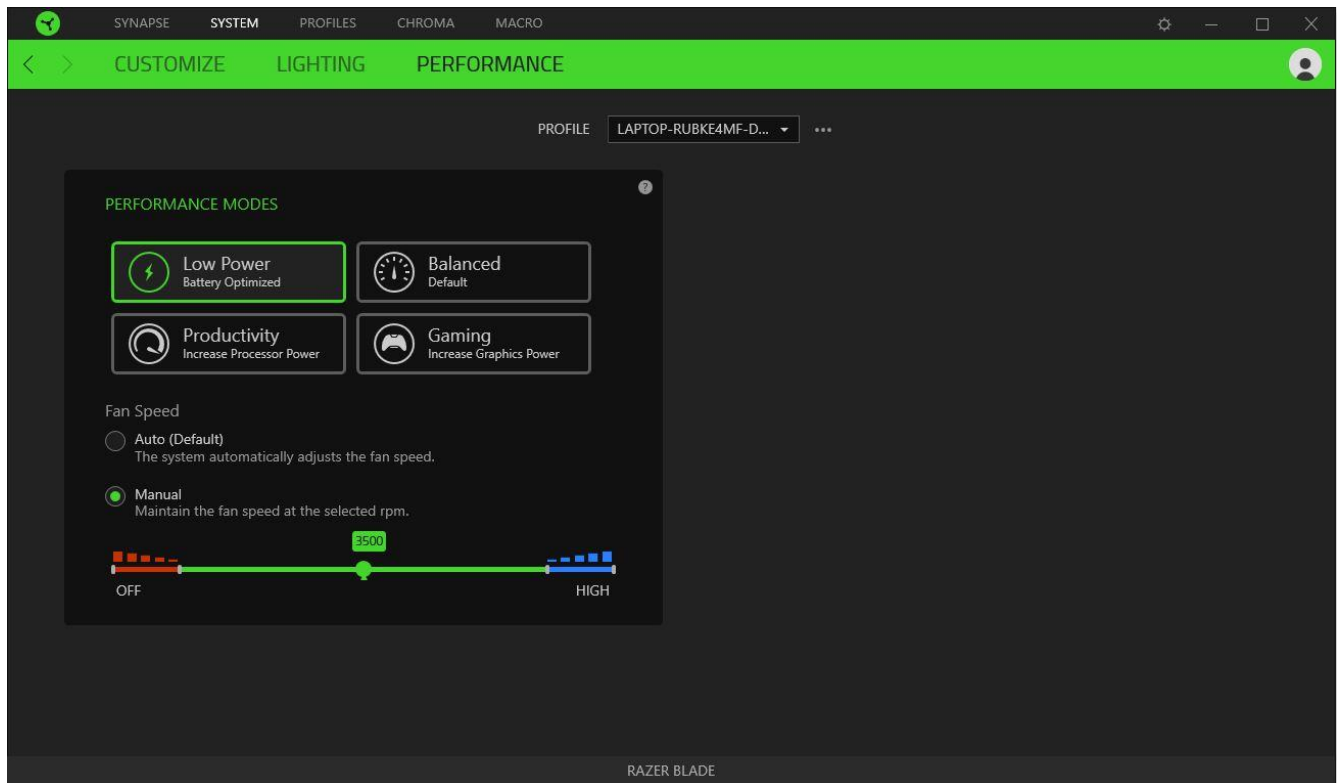 SYNAPSE SYSTEM PROFILES CHROMA MACRO
CUSTOMIZE LIGHTING PERFORMANCE
PROFILE LAPTOP-RUBKE4MF-D... •••
?
PERFORMANCE MODES
Low Power
Battery Optimized
Balanced
Default
Productivity
Increase Processor Power
Gaming
Increase Graphics Power
Fan Speed
Auto (Default)
The system automatically adjusts the fan speed.
Manual
Maintain the fan speed at the selected rpm.
3500
OFF HIGH
RAZER BLADE